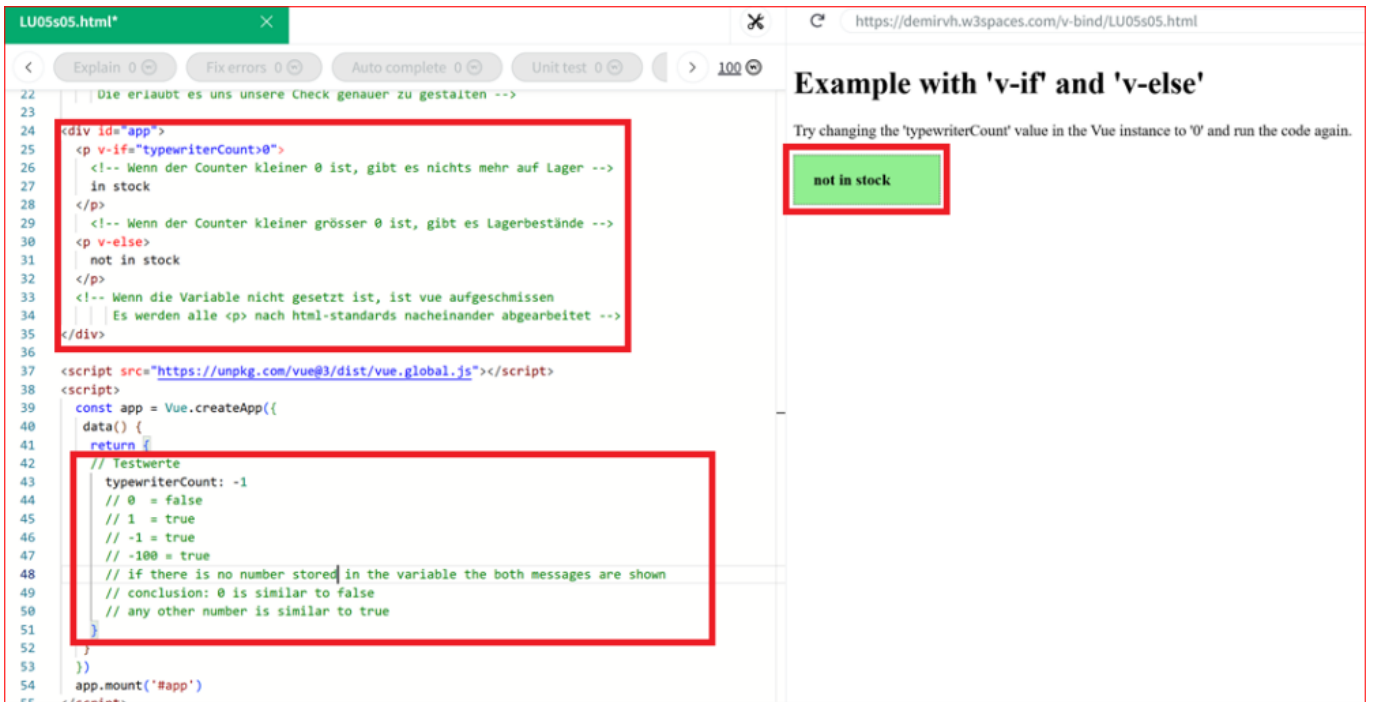 LU05s05.html*
https://demirvh.w3spaces.com/v-bind/LU05s05.html
Explain 0
Fix errors 0
Auto complete 0
Unit test 0
100
22 Die erlaubt es uns unsere Check genauer zu gestalten -->
23
24 <div id="app">
25 <p v-if="typewriterCount>0">
26 <!-- Wenn der Counter kleiner 0 ist, gibt es nichts mehr auf Lager -->
27 in stock
28 </p>
29 <!-- Wenn der Counter kleiner grösser 0 ist, gibt es Lagerbestände -->
30 <p v-else>
31 not in stock
32 </p>
33 <!-- Wenn die Variable nicht gesetzt ist, ist vue aufgeschmissen
34 Es werden alle <p> nach html-standards nacheinander abgearbeitet -->
35 </div>
36
37 <script src="https://unpkg.com/vue@3/dist/vue.global.js"></script>
38 <script>
39 const app = Vue.createApp({
40 data() {
41 return {
42 // Testwerte
43 typewriterCount: -1
44 // 0 = false
45 // 1 = true
46 // -1 = true
47 // -100 = true
48 // if there is no number stored in the variable the both messages are shown
49 // conclusion: 0 is similar to false
50 // any other number is similar to true
51 }
52 }
53 })
54 app.mount('#app')
55 </script>
Example with 'v-if' and 'v-else'
Try changing the 'typewriterCount' value in the Vue instance to '0' and run the code again.
not in stock